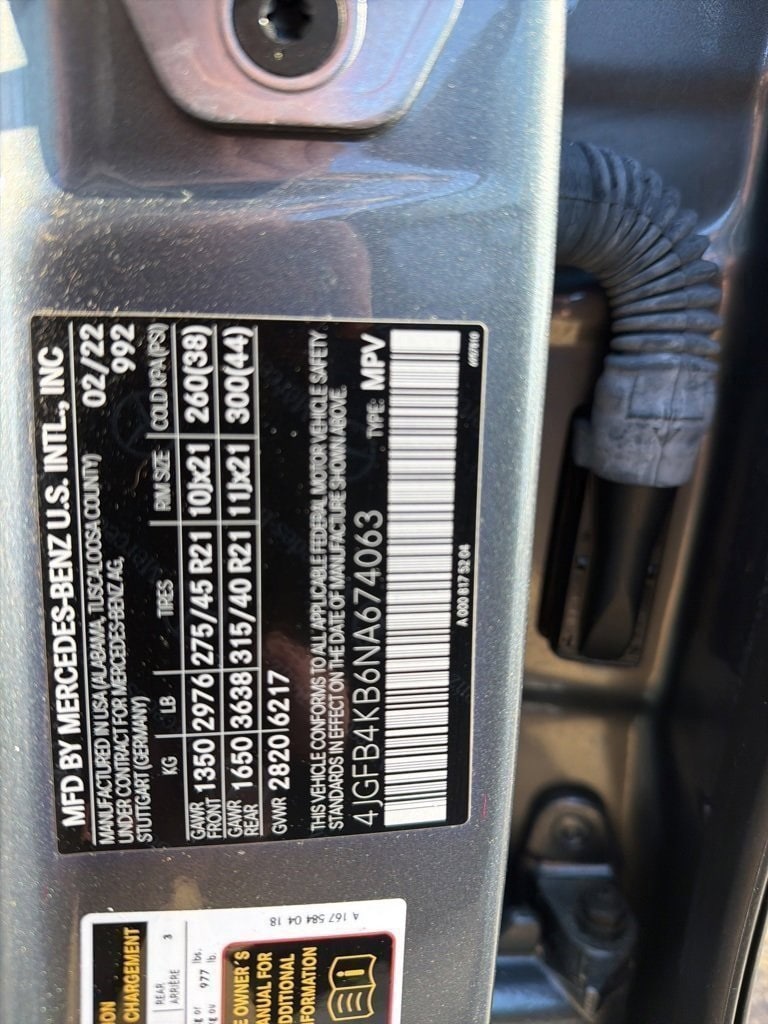 MFD BY MERCEDES-BENZ U.S. INTL., INC
MANUFACTURED IN USA (ALABAMA, TUSCALOOSA COUNTY) 02/22
UNDER CONTRACT FOR MERCEDES-BENZ AG, 992
STUTTGART (GERMANY)
KG LB TIRES RIM SIZE COLD KPA (PSI)
GAWR FRONT 1350 2976 275/45 R21 10Jx21 260(38)
GAWR REAR 1650 3638 315/40 R21 11Jx21 300(44)
GVWR 2820 6217
THIS VEHICLE CONFORMS TO ALL APPLICABLE FEDERAL MOTOR VEHICLE SAFETY
STANDARDS IN EFFECT ON THE DATE OF MANUFACTURE SHOWN ABOVE.
4JGFB4KB6NA674063 TYPE: MPV
A 000 817 52 04
A 167 584 04 18
CHARGEMENT
REAR
ARRIÈRE 3
977 lbs.
OWNER'S
MANUAL FOR
ADDITIONAL
INFORMATION